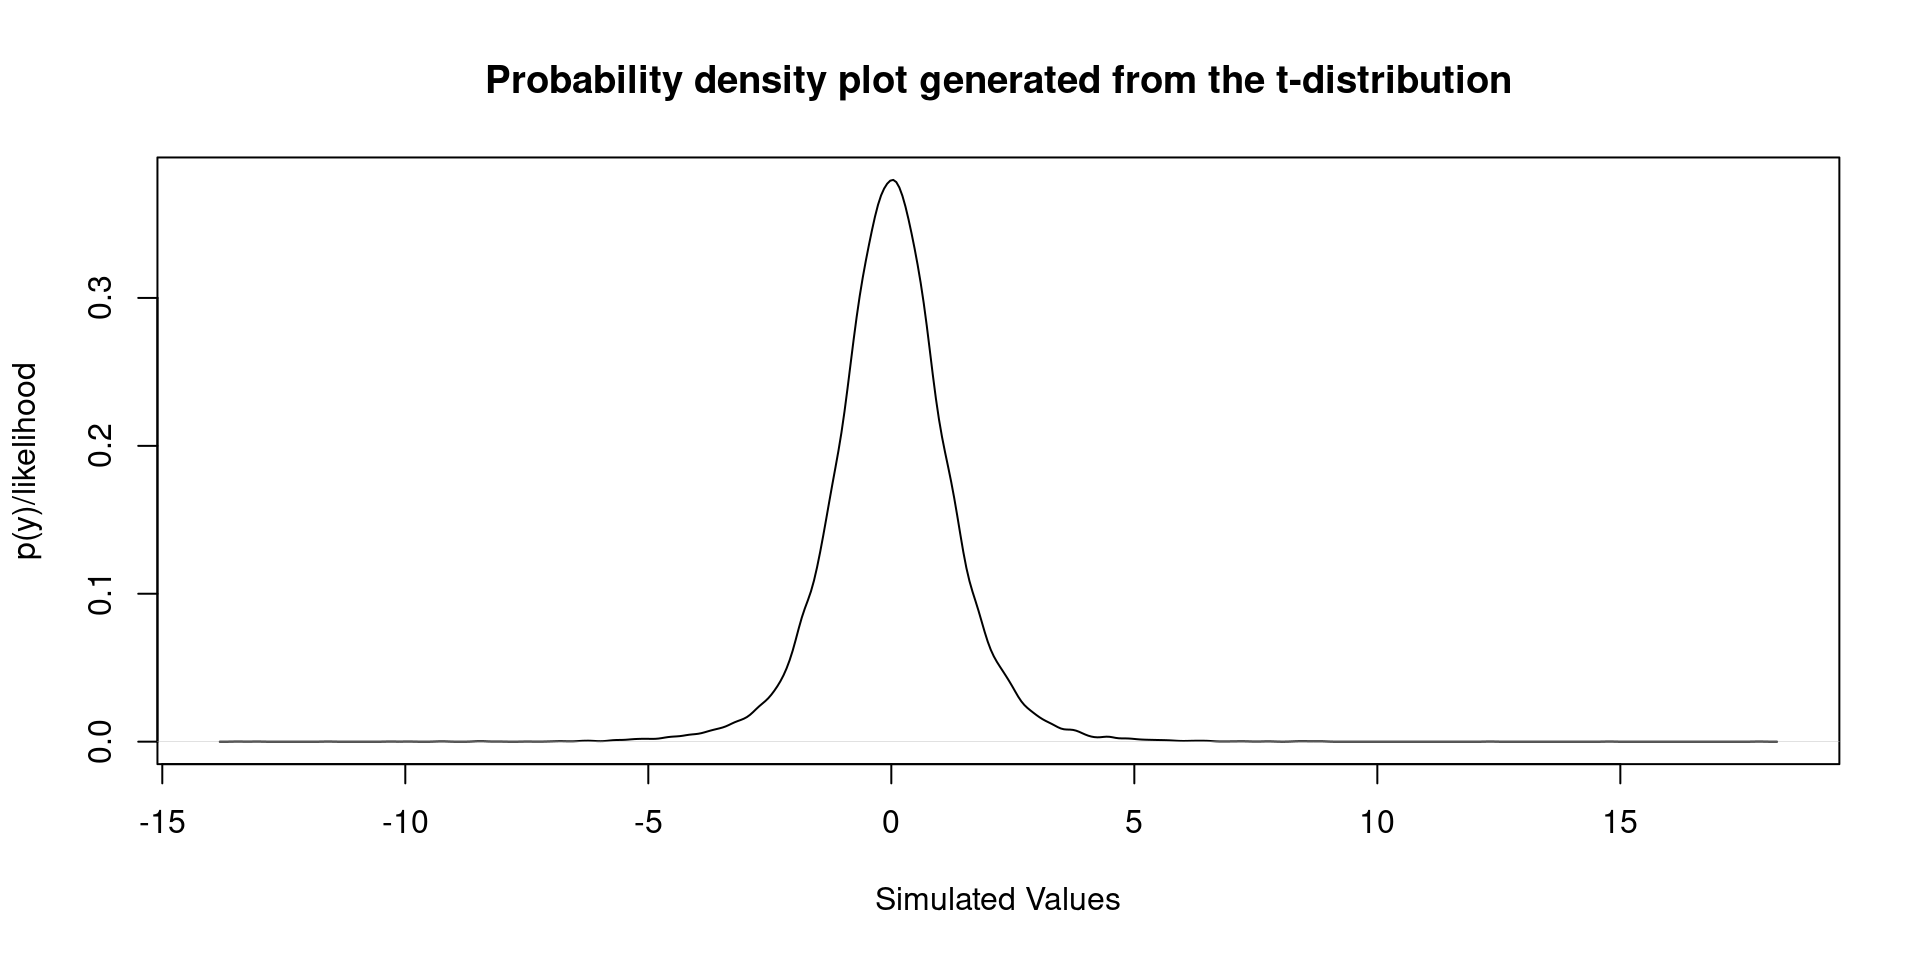 Probability density plot generated from the t-distribution
p(y)/likelihood
0.3
0.2
0.1
0.0
-15 -10 -5 0 5 10 15
Simulated Values